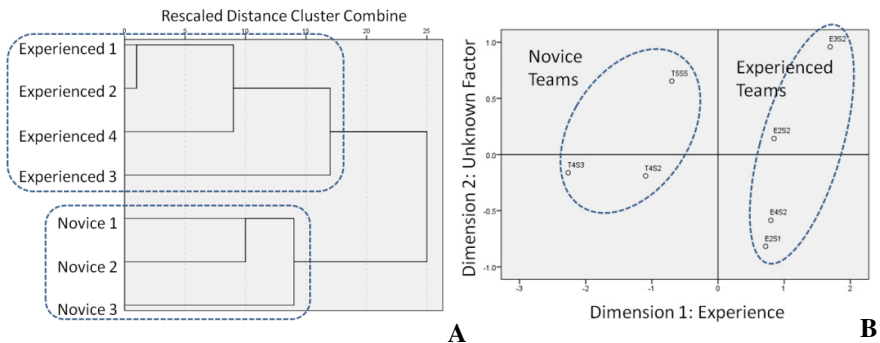 Rescaled Distance Cluster Combine
0 5 10 15 20 25
Experienced 1
Experienced 2
Experienced 4
Experienced 3
Novice 1
Novice 2
Novice 3
A
Dimension 2: Unknown Factor
1.0
0.5
0.0
-0.5
-1.0
Novice
Teams
Experienced
Teams
E3S2
T5S5
E2S2
T4S3
T4S2
E4S2
E2S1
-3 -2 -1 0 1 2
Dimension 1: Experience
B